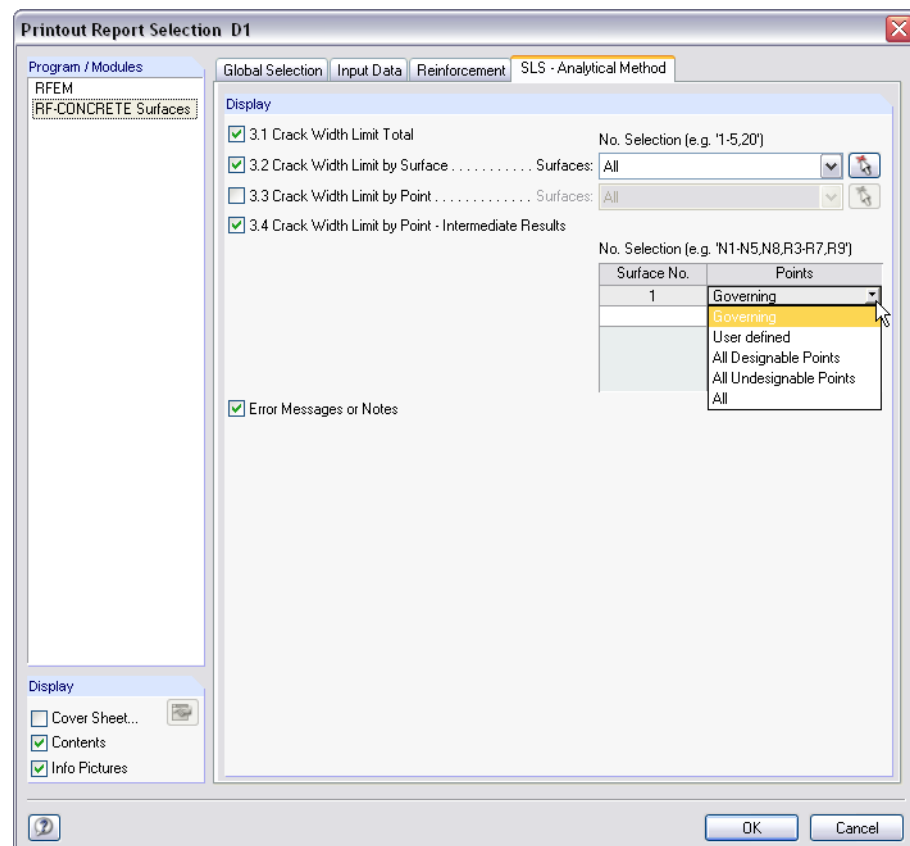 Printout Report Selection D1
Program / Modules
RFEM
RF-CONCRETE Surfaces
Global Selection Input Data Reinforcement SLS - Analytical Method
Display
3.1 Crack Width Limit Total
No. Selection (e.g. '1-5,20')
3.2 Crack Width Limit by Surface . . . . . . . . . . . Surfaces: All
3.3 Crack Width Limit by Point . . . . . . . . . . . . . Surfaces: All
3.4 Crack Width Limit by Point - Intermediate Results
No. Selection (e.g. 'N1-N5,N8,R3-R7,R9')
Surface No. Points
1 Governing
Governing
User defined
All Designable Points
All Undesignable Points
All
Error Messages or Notes
Display
Cover Sheet...
Contents
Info Pictures
OK Cancel